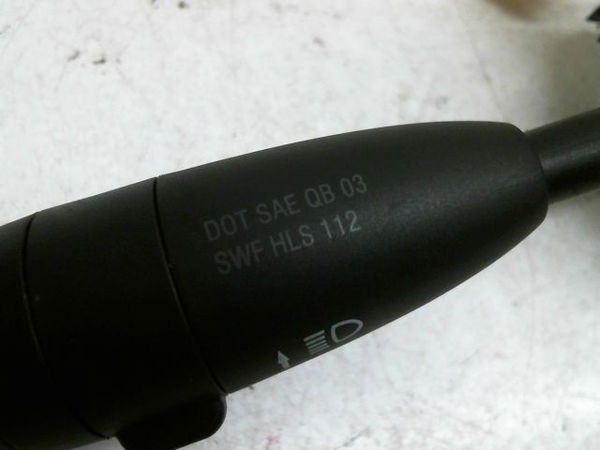 DOT SAE QB 03
SWF HLS 112